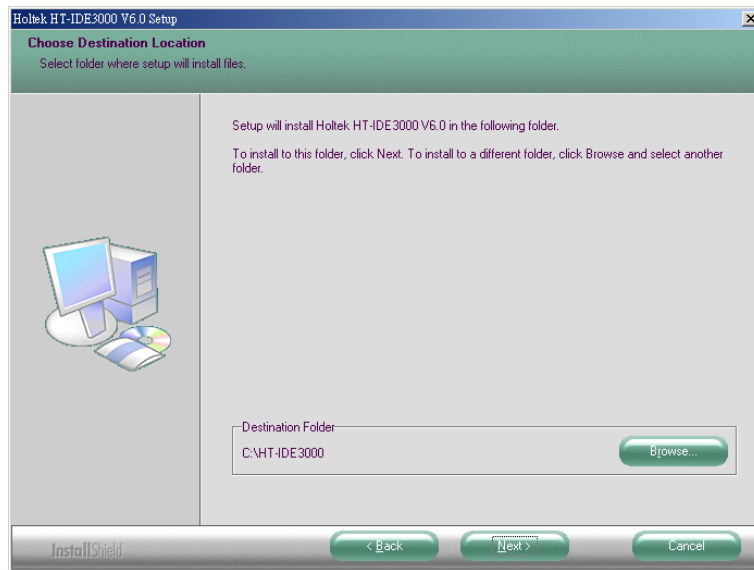 Holtek HT-IDE3000 V6.0 Setup
Choose Destination Location
Select folder where setup will install files.
Setup will install Holtek HT-IDE3000 V6.0 in the following folder.
To install to this folder, click Next. To install to a different folder, click Browse and select another
folder.
Destination Folder
C:\HT-IDE3000
Browse...
InstallShield
< Back
Next >
Cancel